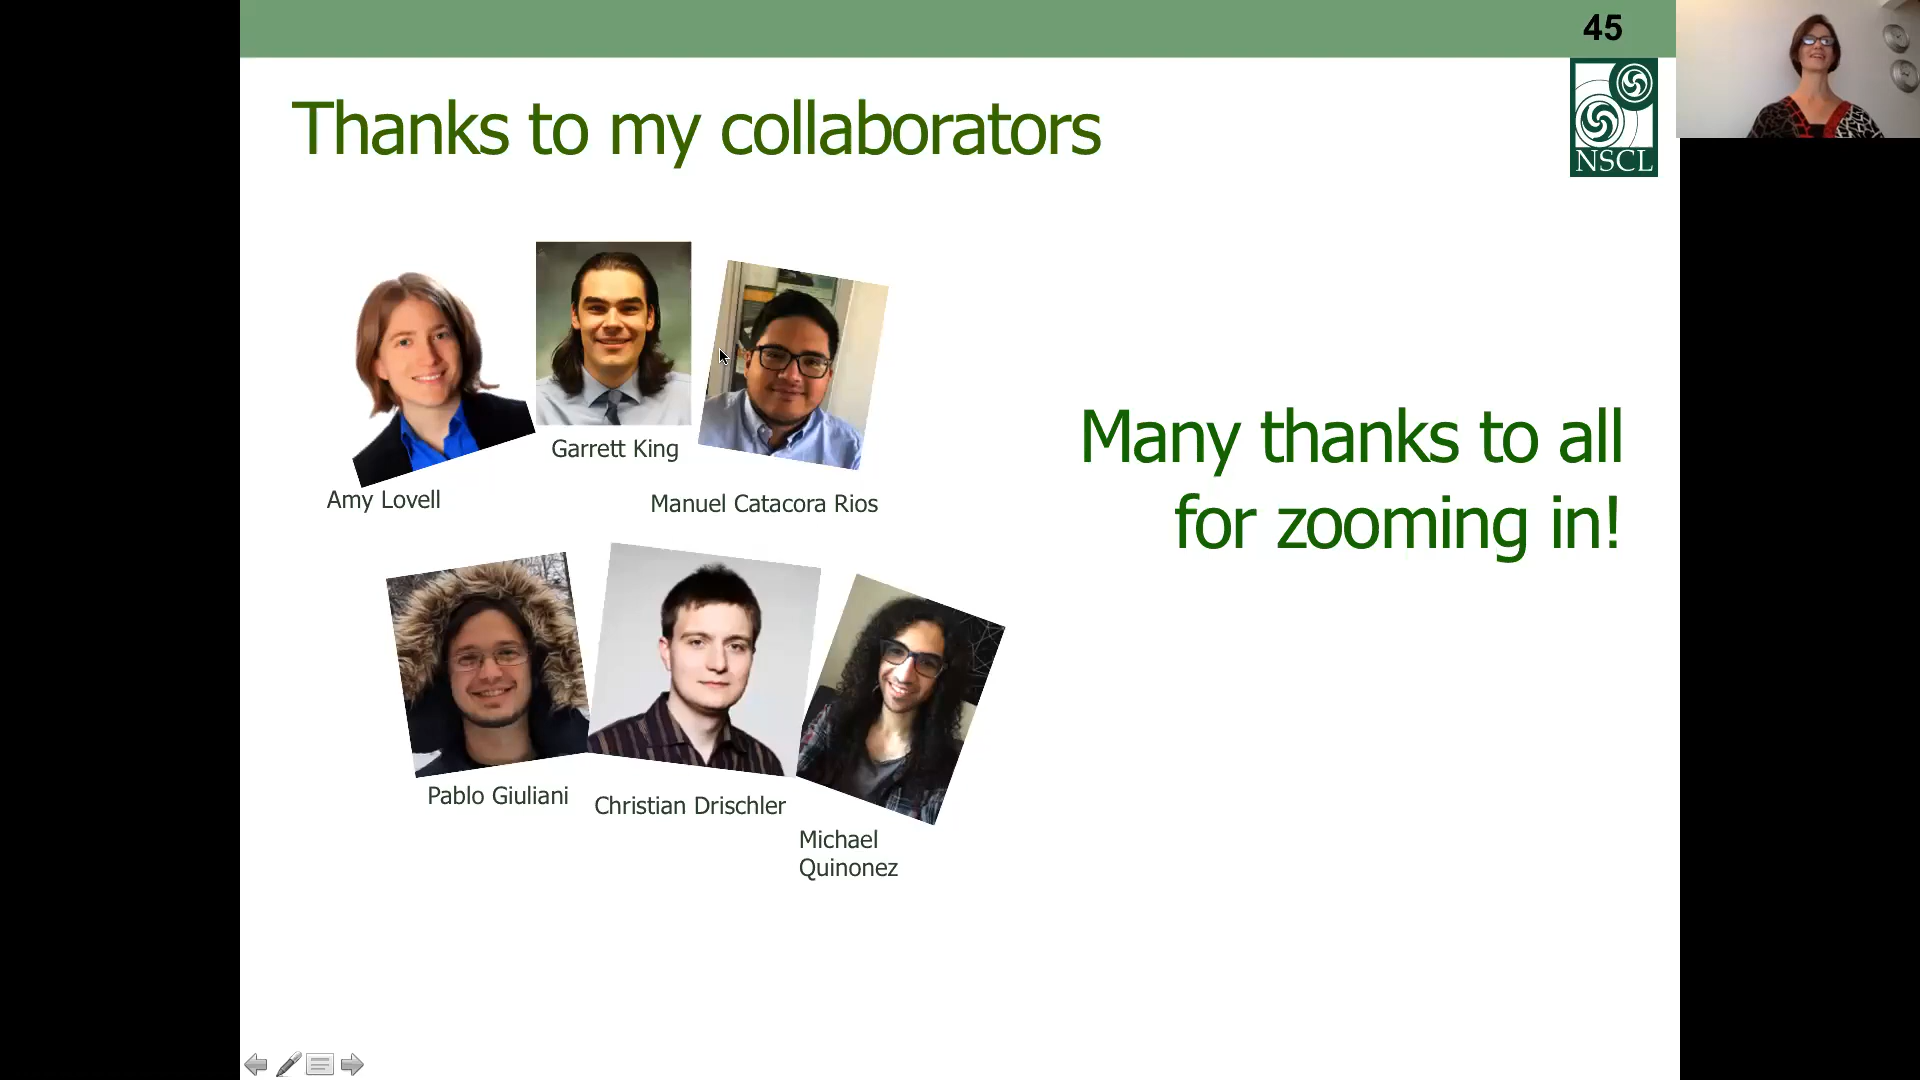 45
Thanks to my collaborators
NSCL
Garrett King
Amy Lovell
Manuel Catacora Rios
Many thanks to all
for zooming in!
Pablo Giuliani
Christian Drischler
Michael
Quinonez